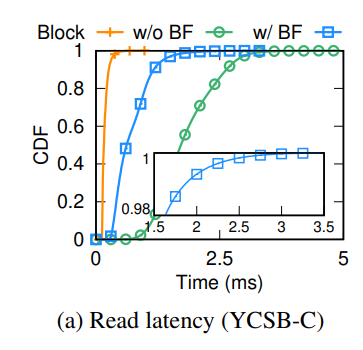 Block w/o BF w/ BF
1
0.8
0.6
0.4
0.2
0
CDF
1
0.98
1.5 2 2.5 3 3.5
0 2.5 5
Time (ms)
(a) Read latency (YCSB-C)